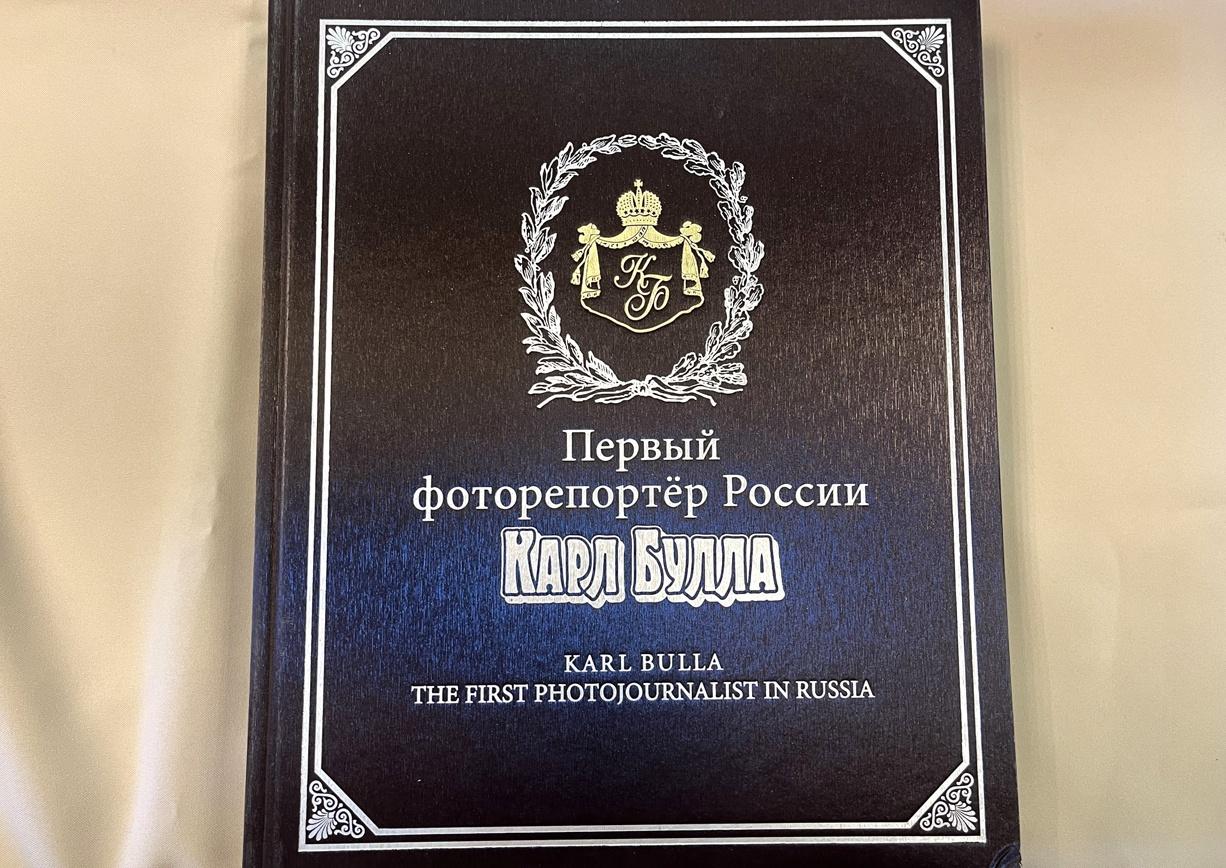 КБ
Первый
фоторепортёр России
Карл Булла
KARL BULLA
THE FIRST PHOTOJOURNALIST IN RUSSIA